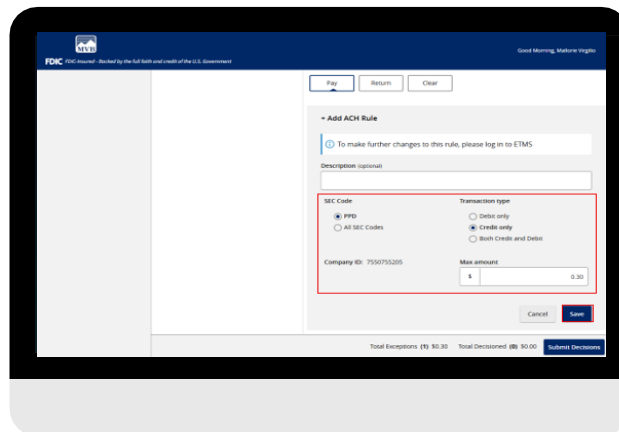 MVB
Good Morning, Mallorie Virgilio
FDIC FDIC-Insured - Backed by the full faith and credit of the U.S. Government
Pay Return Clear
+ Add ACH Rule
To make further changes to this rule, please log in to ETMS
Description (optional)
SEC Code Transaction type
PPD Debit only
All SEC Codes Credit only
Both Credit and Debit
Company ID: 7550755205 Max amount
$ 0.30
Cancel Save
Total Exceptions (1) $0.30 Total Decisioned (0) $0.00 Submit Decisions